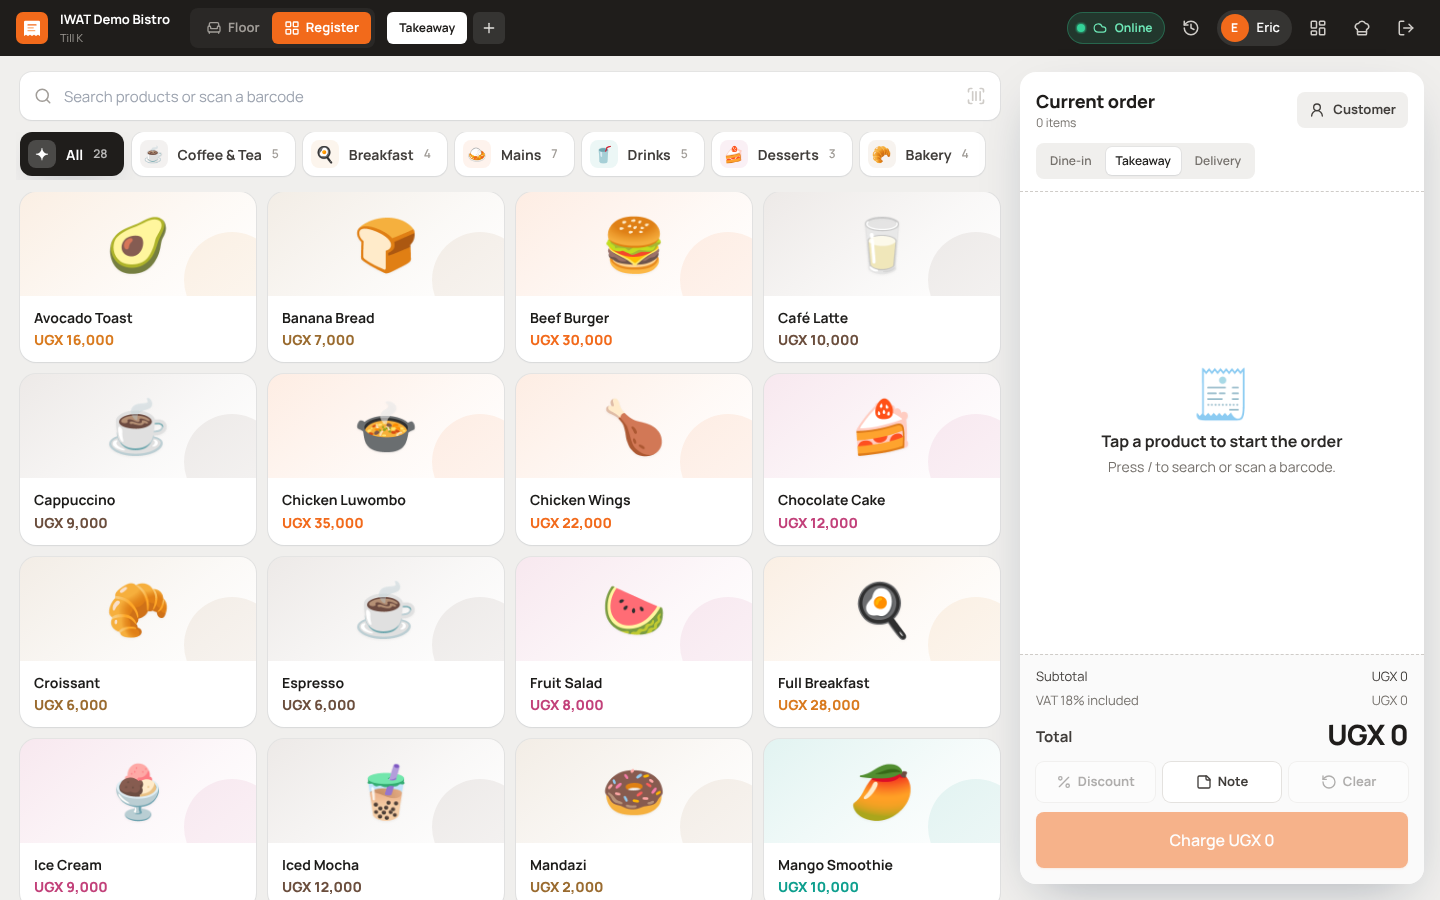 IWAT Demo Bistro
Till K
Floor
Register
Takeaway
Online
E
Eric
Search products or scan a barcode
All 28
Coffee & Tea 5
Breakfast 4
Mains 7
Drinks 5
Desserts 3
Bakery 4
Avocado Toast
UGX 16,000
Banana Bread
UGX 7,000
Beef Burger
UGX 30,000
Café Latte
UGX 10,000
Cappuccino
UGX 9,000
Chicken Luwombo
UGX 35,000
Chicken Wings
UGX 22,000
Chocolate Cake
UGX 12,000
Croissant
UGX 6,000
Espresso
UGX 6,000
Fruit Salad
UGX 8,000
Full Breakfast
UGX 28,000
Ice Cream
UGX 9,000
Iced Mocha
UGX 12,000
Mandazi
UGX 2,000
Mango Smoothie
UGX 10,000
Current order
0 items
Customer
Dine-in
Takeaway
Delivery
Tap a product to start the order
Press / to search or scan a barcode.
Subtotal UGX 0
VAT 18% included UGX 0
Total UGX 0
Discount
Note
Clear
Charge UGX 0